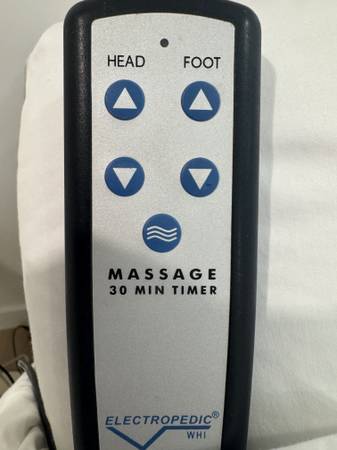 HEAD FOOT
MASSAGE
30 MIN TIMER
ELECTROPEDIC®
WHI